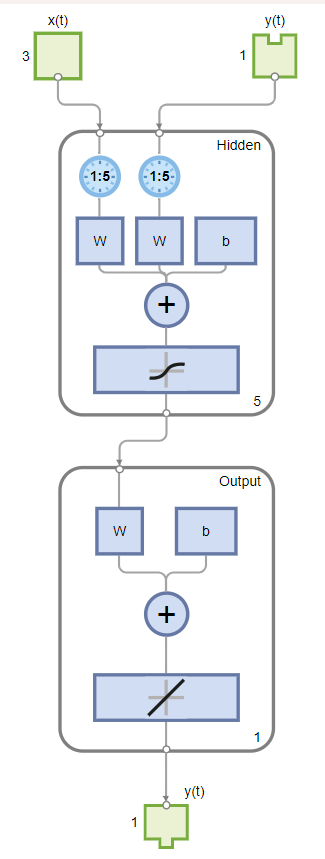 x(t) y(t)
3 1
Hidden
1:5 1:5
W W b
+
5
Output
W b
+
1
y(t)
1